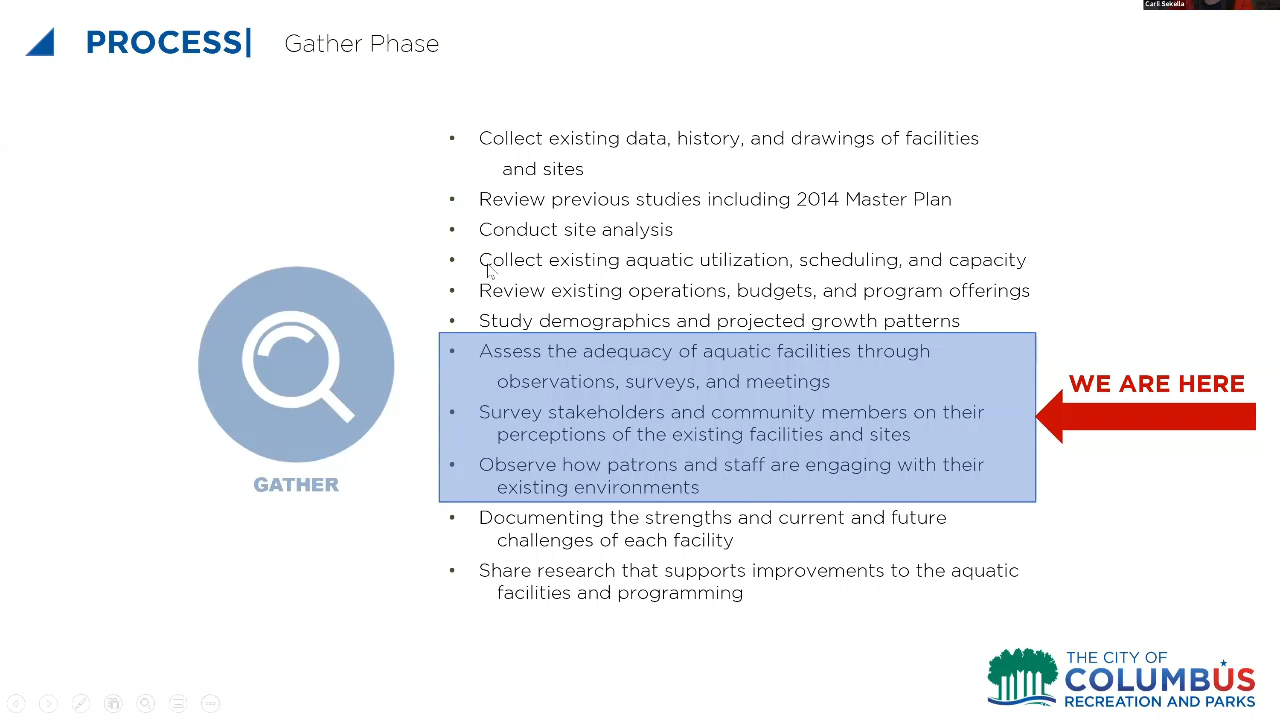 Carli Sekella
PROCESS| Gather Phase
• Collect existing data, history, and drawings of facilities
and sites
• Review previous studies including 2014 Master Plan
• Conduct site analysis
• Collect existing aquatic utilization, scheduling, and capacity
• Review existing operations, budgets, and program offerings
• Study demographics and projected growth patterns
• Assess the adequacy of aquatic facilities through
observations, surveys, and meetings
• Survey stakeholders and community members on their
perceptions of the existing facilities and sites
• Observe how patrons and staff are engaging with their
existing environments
• Documenting the strengths and current and future
challenges of each facility
• Share research that supports improvements to the aquatic
facilities and programming
GATHER
WE ARE HERE
THE CITY OF
COLUMBUS
RECREATION AND PARKS